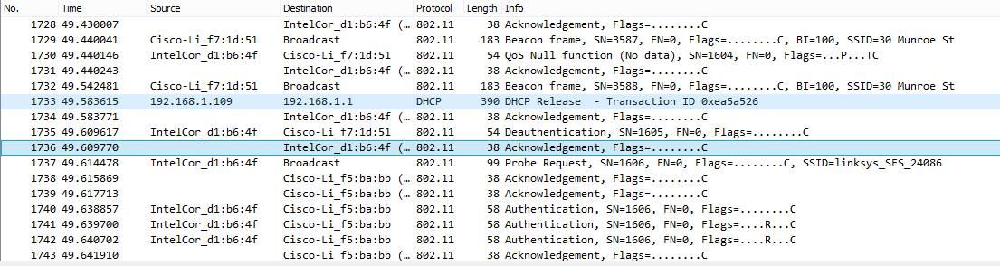 No. Time Source Destination Protocol Length Info
1728 49.430007 IntelCor_d1:b6:4f (… 802.11 38 Acknowledgement, Flags=........C
1729 49.440041 Cisco-Li_f7:1d:51 Broadcast 802.11 183 Beacon frame, SN=3587, FN=0, Flags=........C, BI=100, SSID=30 Munroe St
1730 49.440146 IntelCor_d1:b6:4f Cisco-Li_f7:1d:51 802.11 54 QoS Null function (No data), SN=1604, FN=0, Flags=...P...TC
1731 49.440243 IntelCor_d1:b6:4f (… 802.11 38 Acknowledgement, Flags=........C
1732 49.542481 Cisco-Li_f7:1d:51 Broadcast 802.11 183 Beacon frame, SN=3588, FN=0, Flags=........C, BI=100, SSID=30 Munroe St
1733 49.583615 192.168.1.109 192.168.1.1 DHCP 390 DHCP Release - Transaction ID 0xea5a526
1734 49.583771 IntelCor_d1:b6:4f (… 802.11 38 Acknowledgement, Flags=........C
1735 49.609617 IntelCor_d1:b6:4f Cisco-Li_f7:1d:51 802.11 54 Deauthentication, SN=1605, FN=0, Flags=........C
1736 49.609770 IntelCor_d1:b6:4f (… 802.11 38 Acknowledgement, Flags=........C
1737 49.614478 IntelCor_d1:b6:4f Broadcast 802.11 99 Probe Request, SN=1606, FN=0, Flags=........C, SSID=linksys_SES_24086
1738 49.615869 Cisco-Li_f5:ba:bb (… 802.11 38 Acknowledgement, Flags=........C
1739 49.617713 Cisco-Li_f5:ba:bb (… 802.11 38 Acknowledgement, Flags=........C
1740 49.638857 IntelCor_d1:b6:4f Cisco-Li_f5:ba:bb 802.11 58 Authentication, SN=1606, FN=0, Flags=........C
1741 49.639700 IntelCor_d1:b6:4f Cisco-Li_f5:ba:bb 802.11 58 Authentication, SN=1606, FN=0, Flags=....R...C
1742 49.640702 IntelCor_d1:b6:4f Cisco-Li_f5:ba:bb 802.11 58 Authentication, SN=1606, FN=0, Flags=....R...C
1743 49.641910 Cisco-Li_f5:ba:bb (… 802.11 38 Acknowledgement, Flags=........C